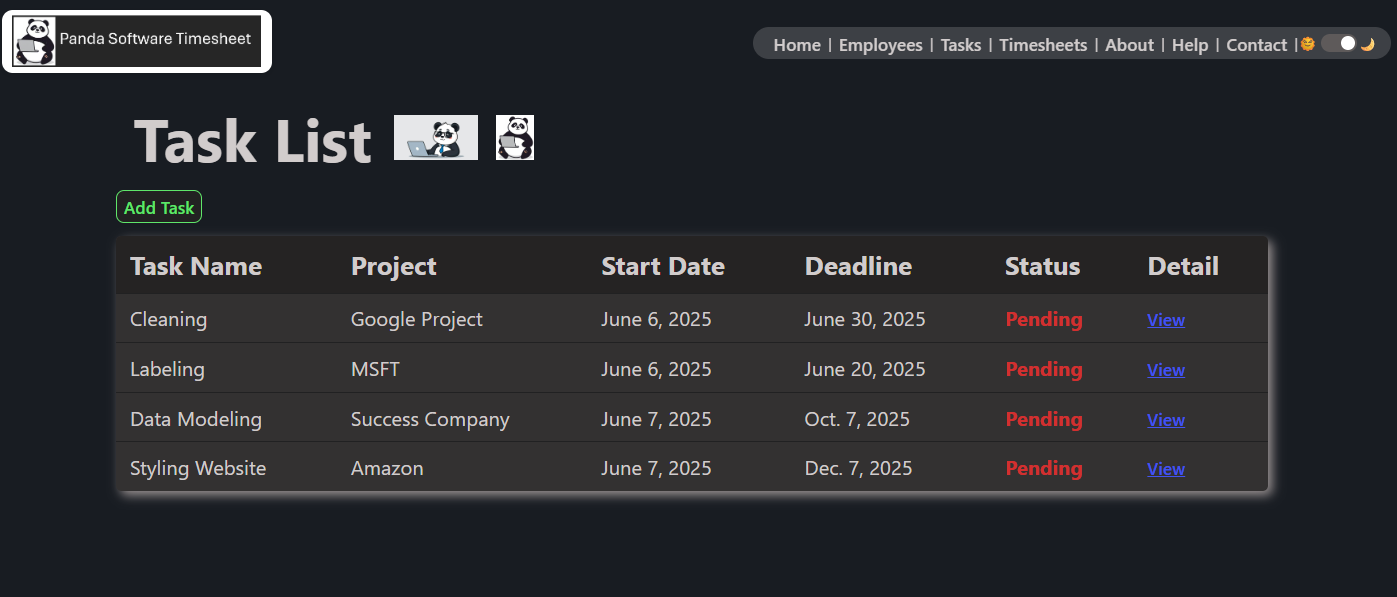 Panda Software Timesheet
Home | Employees | Tasks | Timesheets | About | Help | Contact |
Task List
Add Task
Task Name Project Start Date Deadline Status Detail
Cleaning Google Project June 6, 2025 June 30, 2025 Pending View
Labeling MSFT June 6, 2025 June 20, 2025 Pending View
Data Modeling Success Company June 7, 2025 Oct. 7, 2025 Pending View
Styling Website Amazon June 7, 2025 Dec. 7, 2025 Pending View